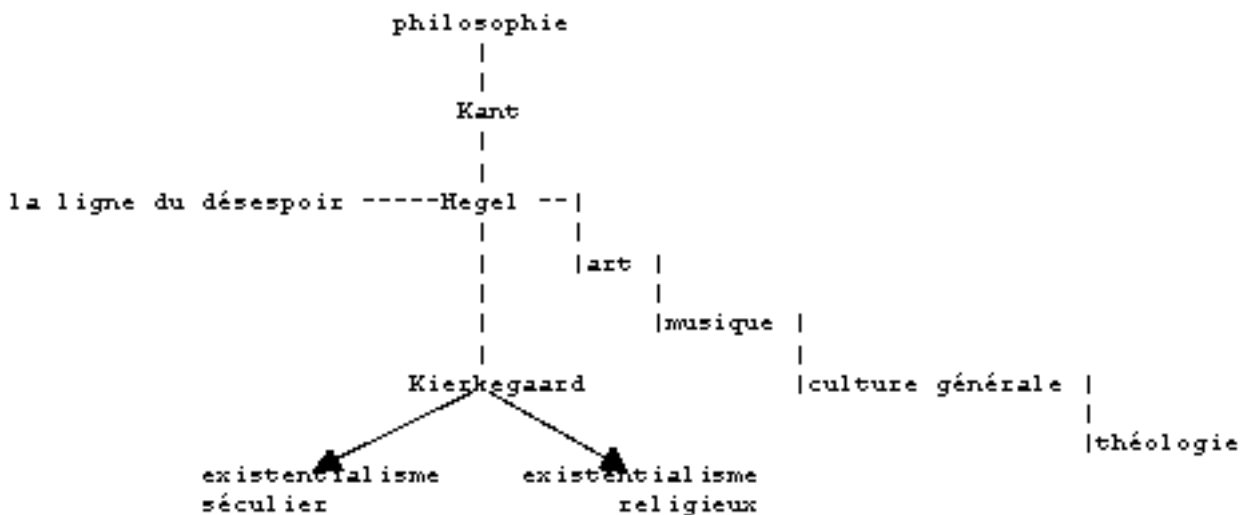 philosophie
Kant
la ligne du désespoir -----Hegel --|
|art |
|musique |
Kierkegaard |culture générale |
|théologie
existentialisme existentialisme
séculier religieux